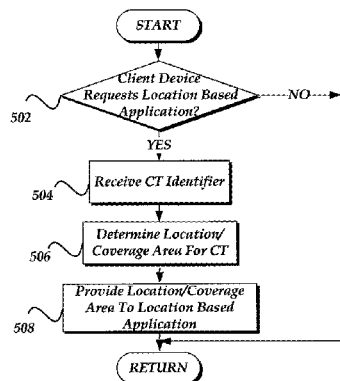 START
Client Device
Requests Location Based
Application?
NO
502
YES
Receive CT Identifier
504
Determine Location/
Coverage Area For CT
506
Provide Location/Coverage
Area To Location Based
Application
508
RETURN